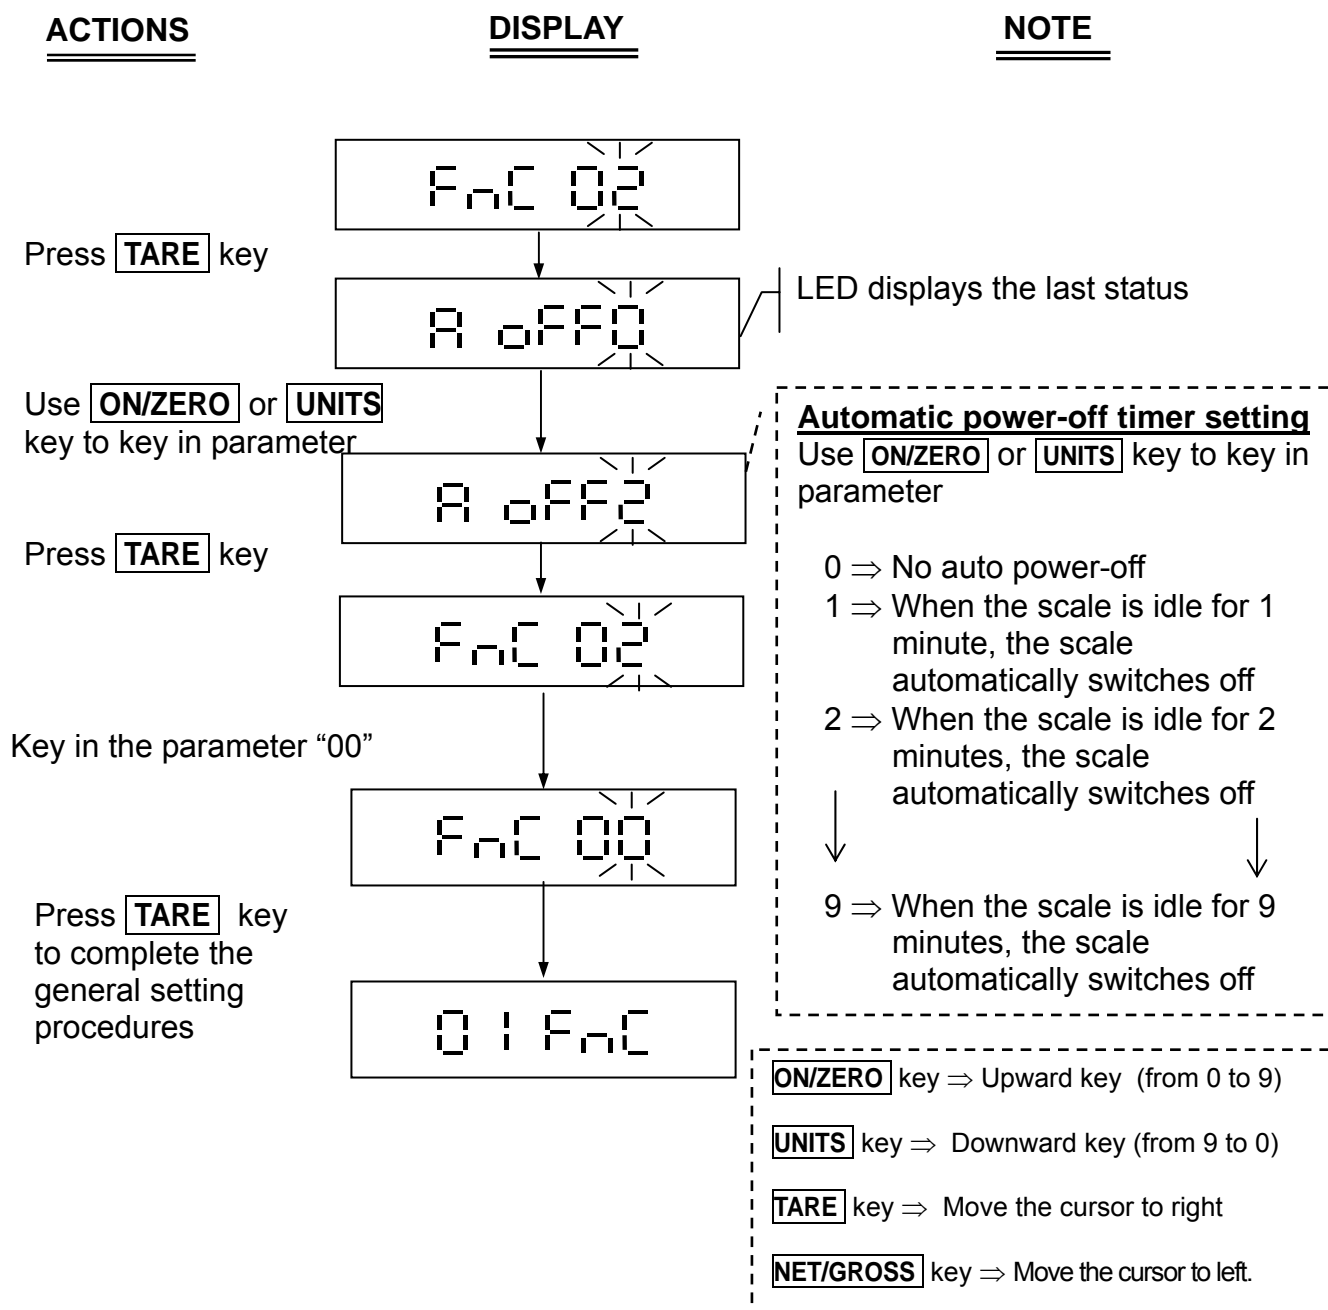 ACTIONS
DISPLAY
NOTE
FnC 02
Press TARE key
A oFF0
LED displays the last status
Use ON/ZERO or UNITS
key to key in parameter
A oFF2
Press TARE key
FnC 02
Key in the parameter “00”
FnC 00
Press TARE key
to complete the
general setting
procedures
01 FnC
Automatic power-off timer setting
Use ON/ZERO or UNITS key to key in
parameter
0 ⇒ No auto power-off
1 ⇒ When the scale is idle for 1
minute, the scale
automatically switches off
2 ⇒ When the scale is idle for 2
minutes, the scale
automatically switches off
9 ⇒ When the scale is idle for 9
minutes, the scale
automatically switches off
ON/ZERO key ⇒ Upward key (from 0 to 9)
UNITS key ⇒ Downward key (from 9 to 0)
TARE key ⇒ Move the cursor to right
NET/GROSS key ⇒ Move the cursor to left.